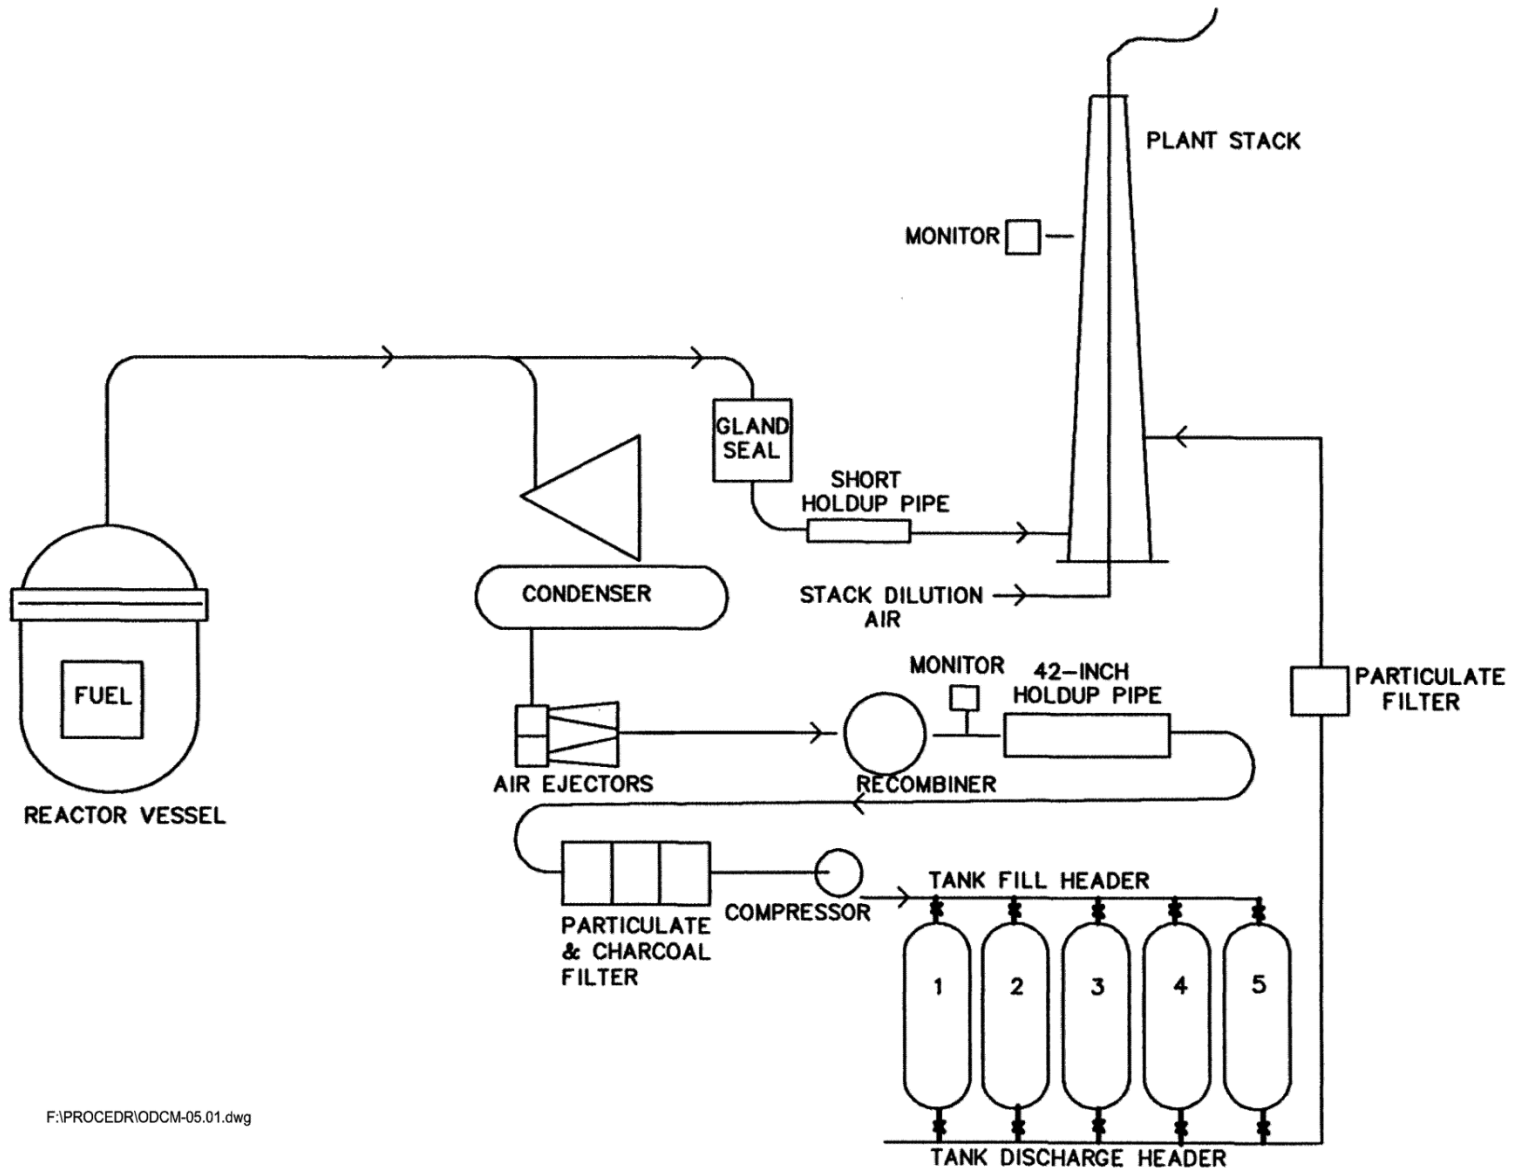 PLANT STACK
MONITOR
GLAND
SEAL
SHORT
HOLDUP PIPE
CONDENSER
STACK DILUTION
AIR
FUEL
REACTOR VESSEL
MONITOR
42-INCH
HOLDUP PIPE
PARTICULATE
FILTER
AIR EJECTORS
RECOMBINER
TANK FILL HEADER
COMPRESSOR
PARTICULATE
& CHARCOAL
FILTER
1
2
3
4
5
F:\PROCEDR\ODCM-05.01.dwg
TANK DISCHARGE HEADER